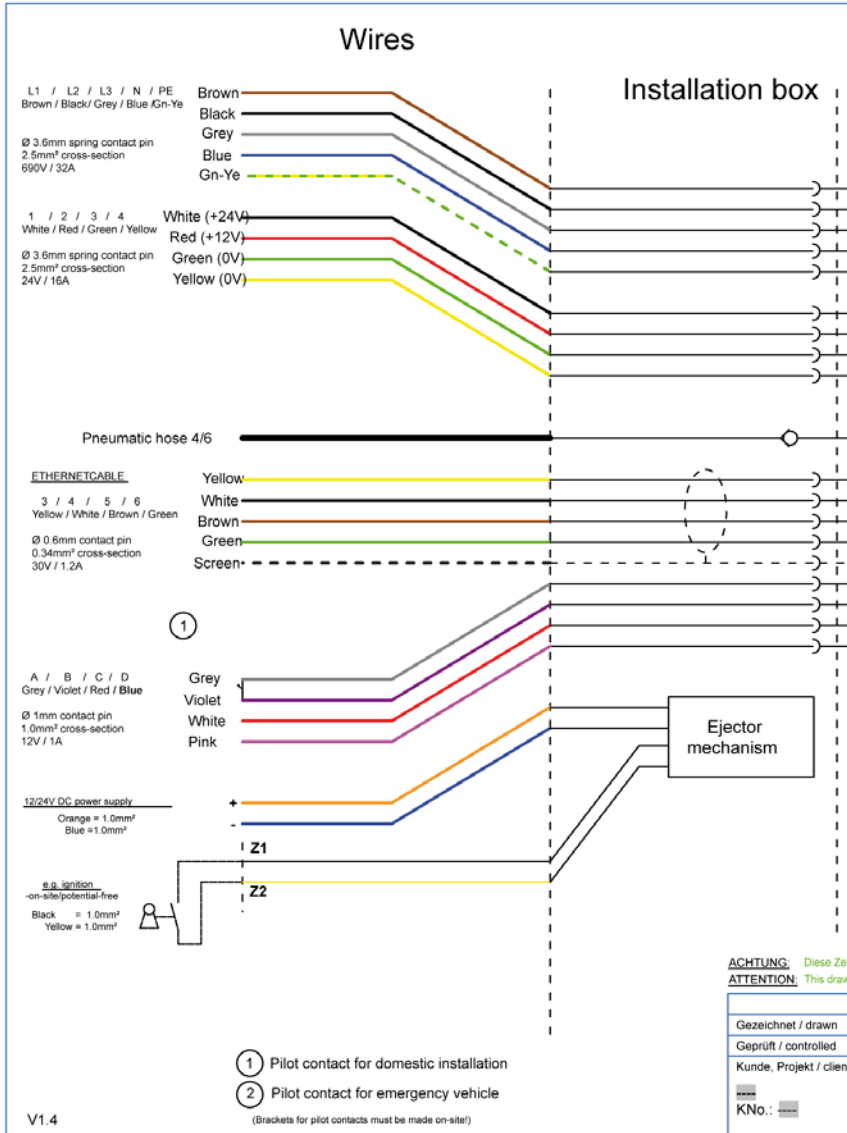 Wires
Installation box
L1 / L2 / L3 / N / PE
Brown / Black/ Grey / Blue /Gn-Ye
Ø 3.6mm spring contact pin
2.5mm² cross-section
690V / 32A
Brown
Black
Grey
Blue
Gn-Ye
1 / 2 / 3 / 4
White / Red / Green / Yellow
Ø 3.6mm spring contact pin
2.5mm² cross-section
24V / 16A
White (+24V)
Red (+12V)
Green (0V)
Yellow (0V)
Pneumatic hose 4/6
ETHERNETCABLE
3 / 4 / 5 / 6
Yellow / White / Brown / Green
Ø 0.6mm contact pin
0.34mm² cross-section
30V / 1.2A
Yellow
White
Brown
Green
Screen
1
A / B / C / D
Grey / Violet / Red / Blue
Ø 1mm contact pin
1.0mm² cross-section
12V / 1A
Grey
Violet
White
Pink
Ejector
mechanism
12/24V DC power supply
Orange = 1.0mm²
Blue =1.0mm²
+
-
Z1
Z2
e.g. ignition
-on-site/potential-free
Black = 1.0mm²
Yellow = 1.0mm²
ACHTUNG: Diese Ze
ATTENTION: This draw
Gezeichnet / drawn
Geprüft / controlled
Kunde, Projekt / clien
----
KNo.: ----
1 Pilot contact for domestic installation
2 Pilot contact for emergency vehicle
(Brackets for pilot contacts must be made on-site!)
V1.4